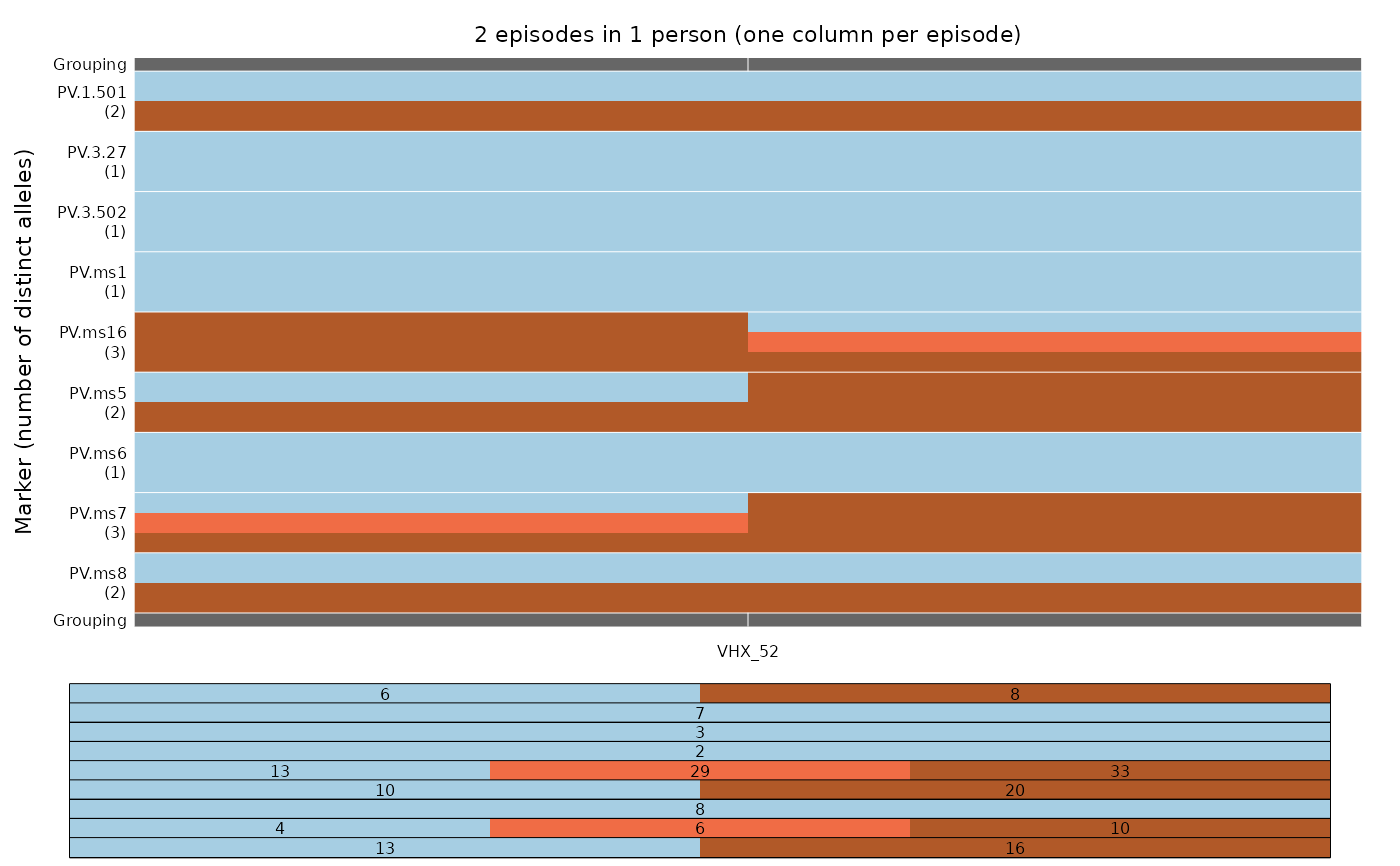 2 episodes in 1 person (one column per episode)
Marker (number of distinct alleles)
Grouping
PV.1.501
(2)
PV.3.27
(1)
PV.3.502
(1)
PV.ms1
(1)
PV.ms16
(3)
PV.ms5
(2)
PV.ms6
(1)
PV.ms7
(3)
PV.ms8
(2)
Grouping
VHX_52
6 8
7
3
2
13 29 33
10 20
8
4 6 10
13 16